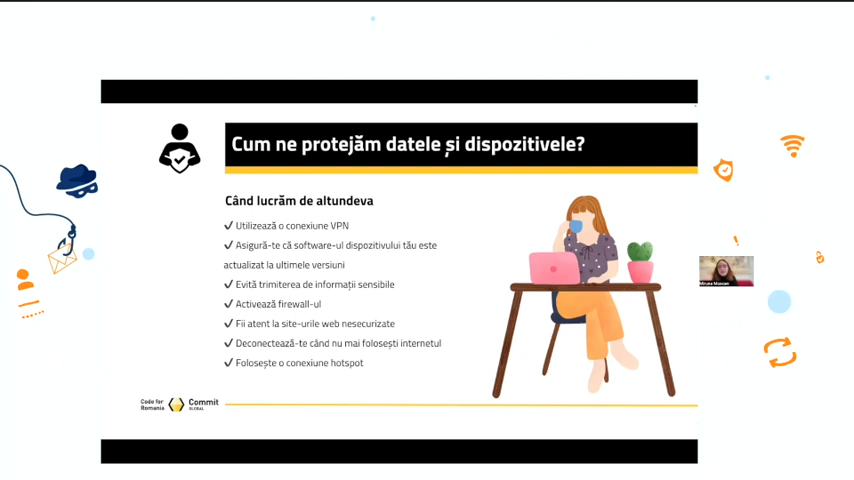 Cum ne protejăm datele și dispozitivele?
Când lucrăm de altundeva
✓ Utilizează o conexiune VPN
✓ Asigură-te că software-ul dispozitivului tău este
actualizat la ultimele versiuni
✓ Evită trimiterea de informații sensibile
✓ Activează firewall-ul
✓ Fii atent la site-urile web nesecurizate
✓ Deconectează-te când nu mai folosești internetul
✓ Folosește o conexiune hotspot
Code for
Romania
Commit
GLOBAL